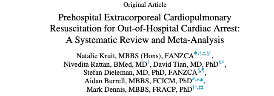 Original Article
Prehospital Extracorporeal Cardiopulmonary
Resuscitation for Out-of-Hospital Cardiac Arrest:
A Systematic Review and Meta-Analysis
Natalie Kruit, MBBS (Hons), FANZCA
Nivedita Rattan, BMed, MD, David Tian, MD, PhD
Stefan Dieleman, MD, PhD, FANZCA
Aidan Burrell, MBBS, FCICM, PhD
Mark Dennis, MBBS, FRACP, PhD